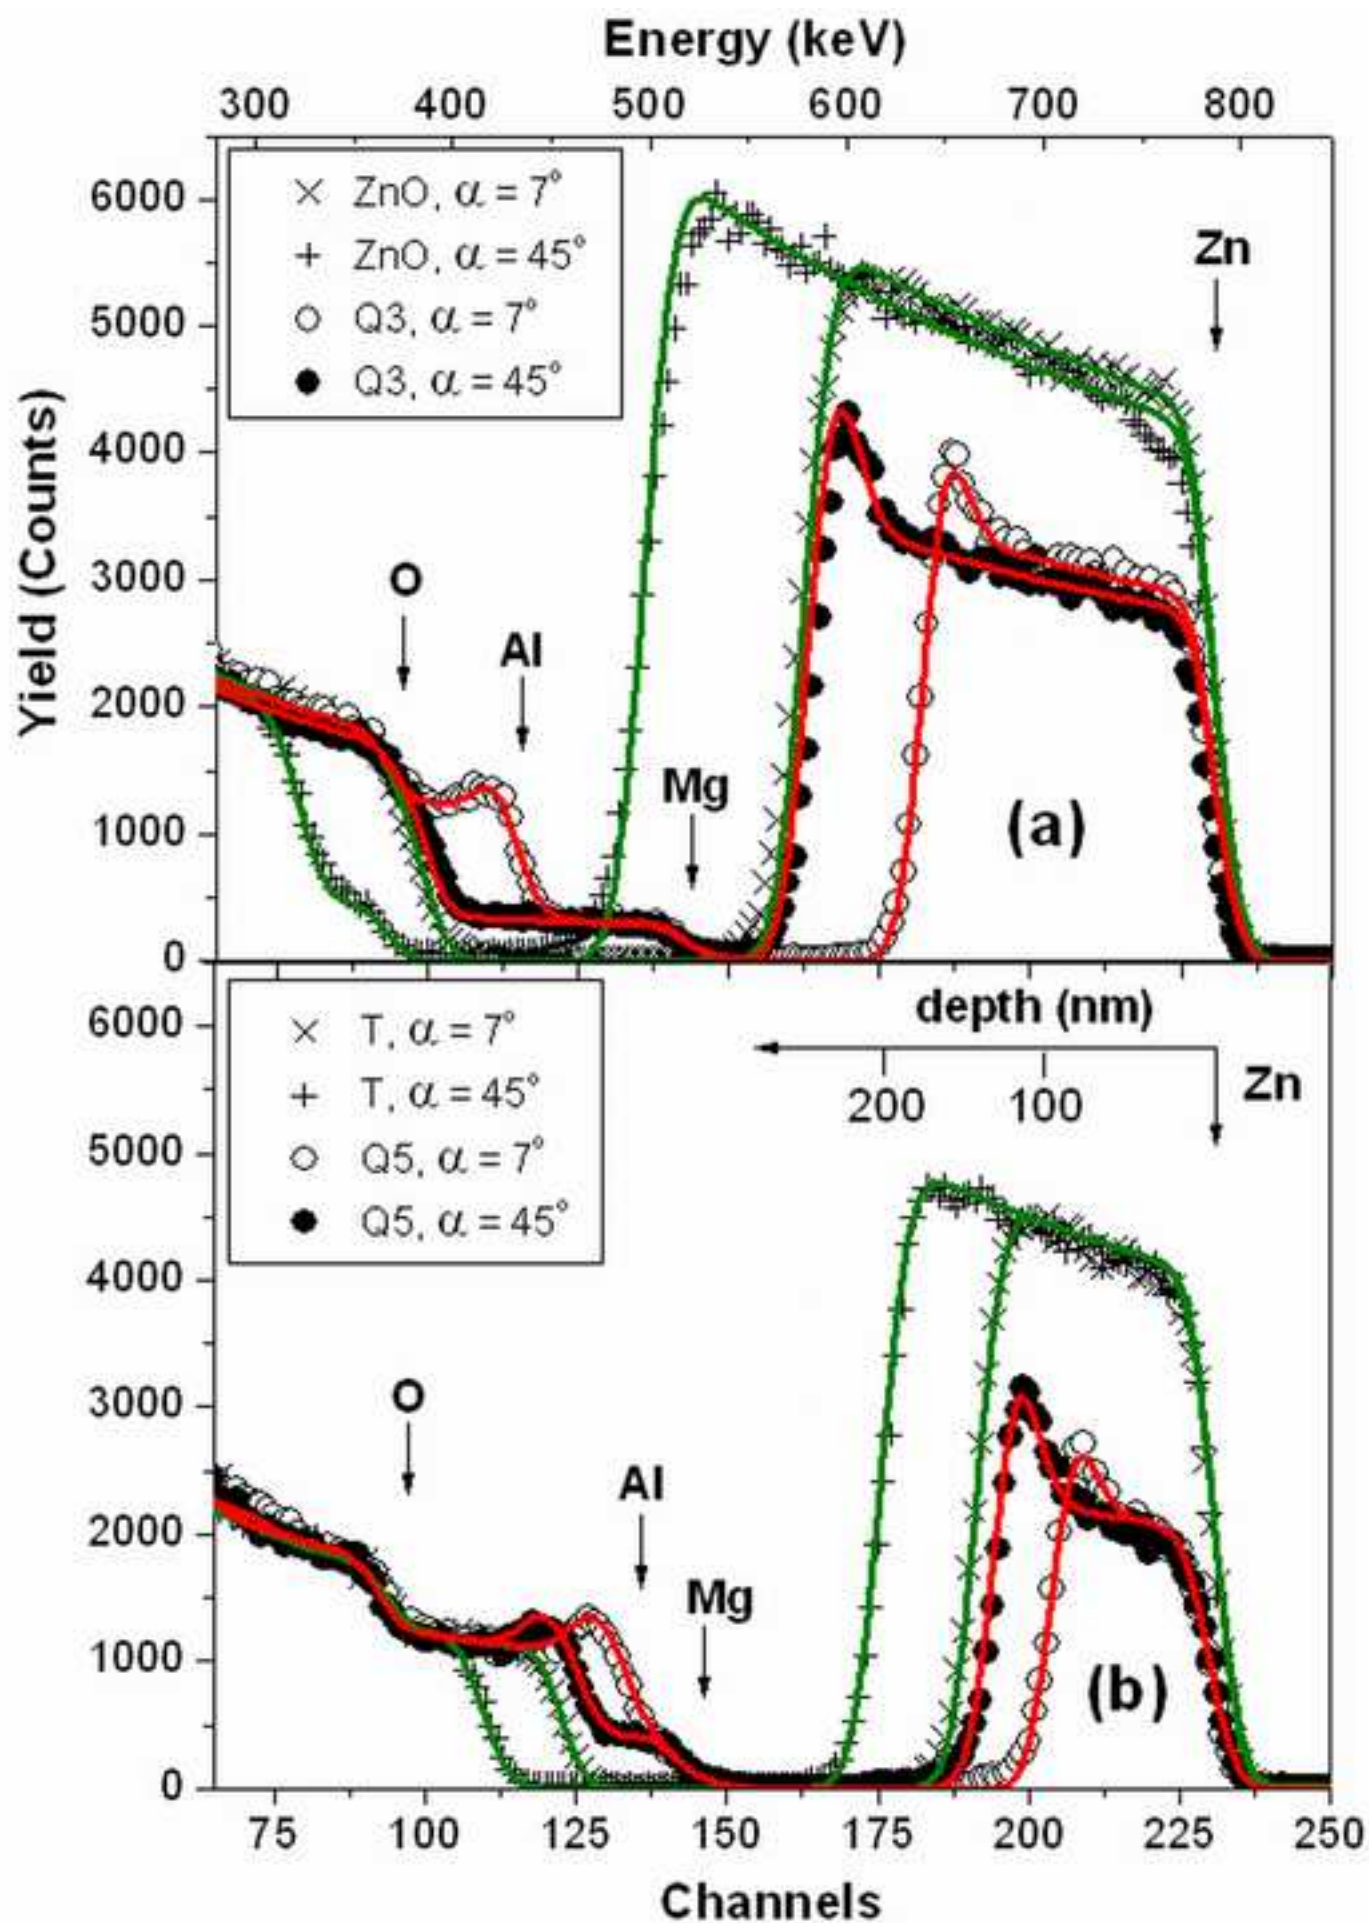 Energy (keV)
300 400 500 600 700 800
Yield (Counts)
6000
5000
4000
3000
2000
1000
0
× ZnO, α = 7°
+ ZnO, α = 45°
○ Q3, α = 7°
● Q3, α = 45°
Zn
O
Al
Mg
(a)
6000
5000
4000
3000
2000
1000
0
× T, α = 7°
+ T, α = 45°
○ Q5, α = 7°
● Q5, α = 45°
depth (nm)
200 100
Zn
O
Al
Mg
(b)
75 100 125 150 175 200 225 250
Channels